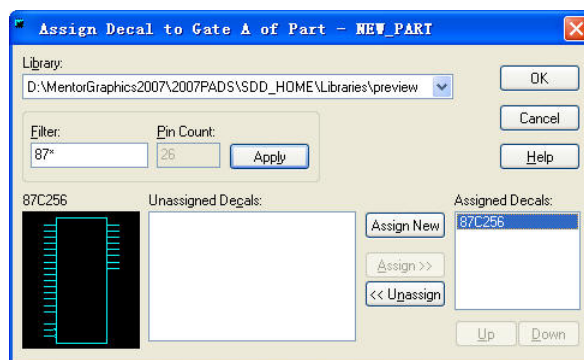 Assign Decal to Gate A of Part - NEW_PART
Library:
D:\MentorGraphics2007\2007PADS\SDD_HOME\Libraries\preview
OK
Cancel
Help
Filter:
Pin Count:
87*
26
Apply
87C256
Unassigned Decals:
Assigned Decals:
87C256
Assign New
Assign >>
<< Unassign
Up
Down